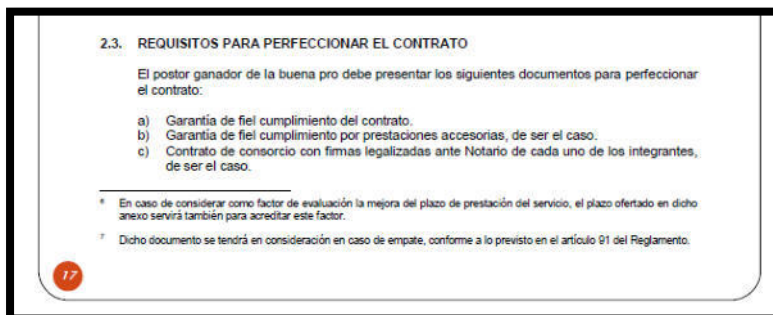 2.3. REQUISITOS PARA PERFECCIONAR EL CONTRATO
El postor ganador de la buena pro debe presentar los siguientes documentos para perfeccionar
el contrato:
a) Garantía de fiel cumplimiento del contrato.
b) Garantía de fiel cumplimiento por prestaciones accesorias, de ser el caso.
c) Contrato de consorcio con firmas legalizadas ante Notario de cada uno de los integrantes,
de ser el caso.
6 En caso de considerar como factor de evaluación la mejora del plazo de prestación del servicio, el plazo ofertado en dicho
anexo servirá también para acreditar este factor.
7 Dicho documento se tendrá en consideración en caso de empate, conforme a lo previsto en el artículo 91 del Reglamento.
17